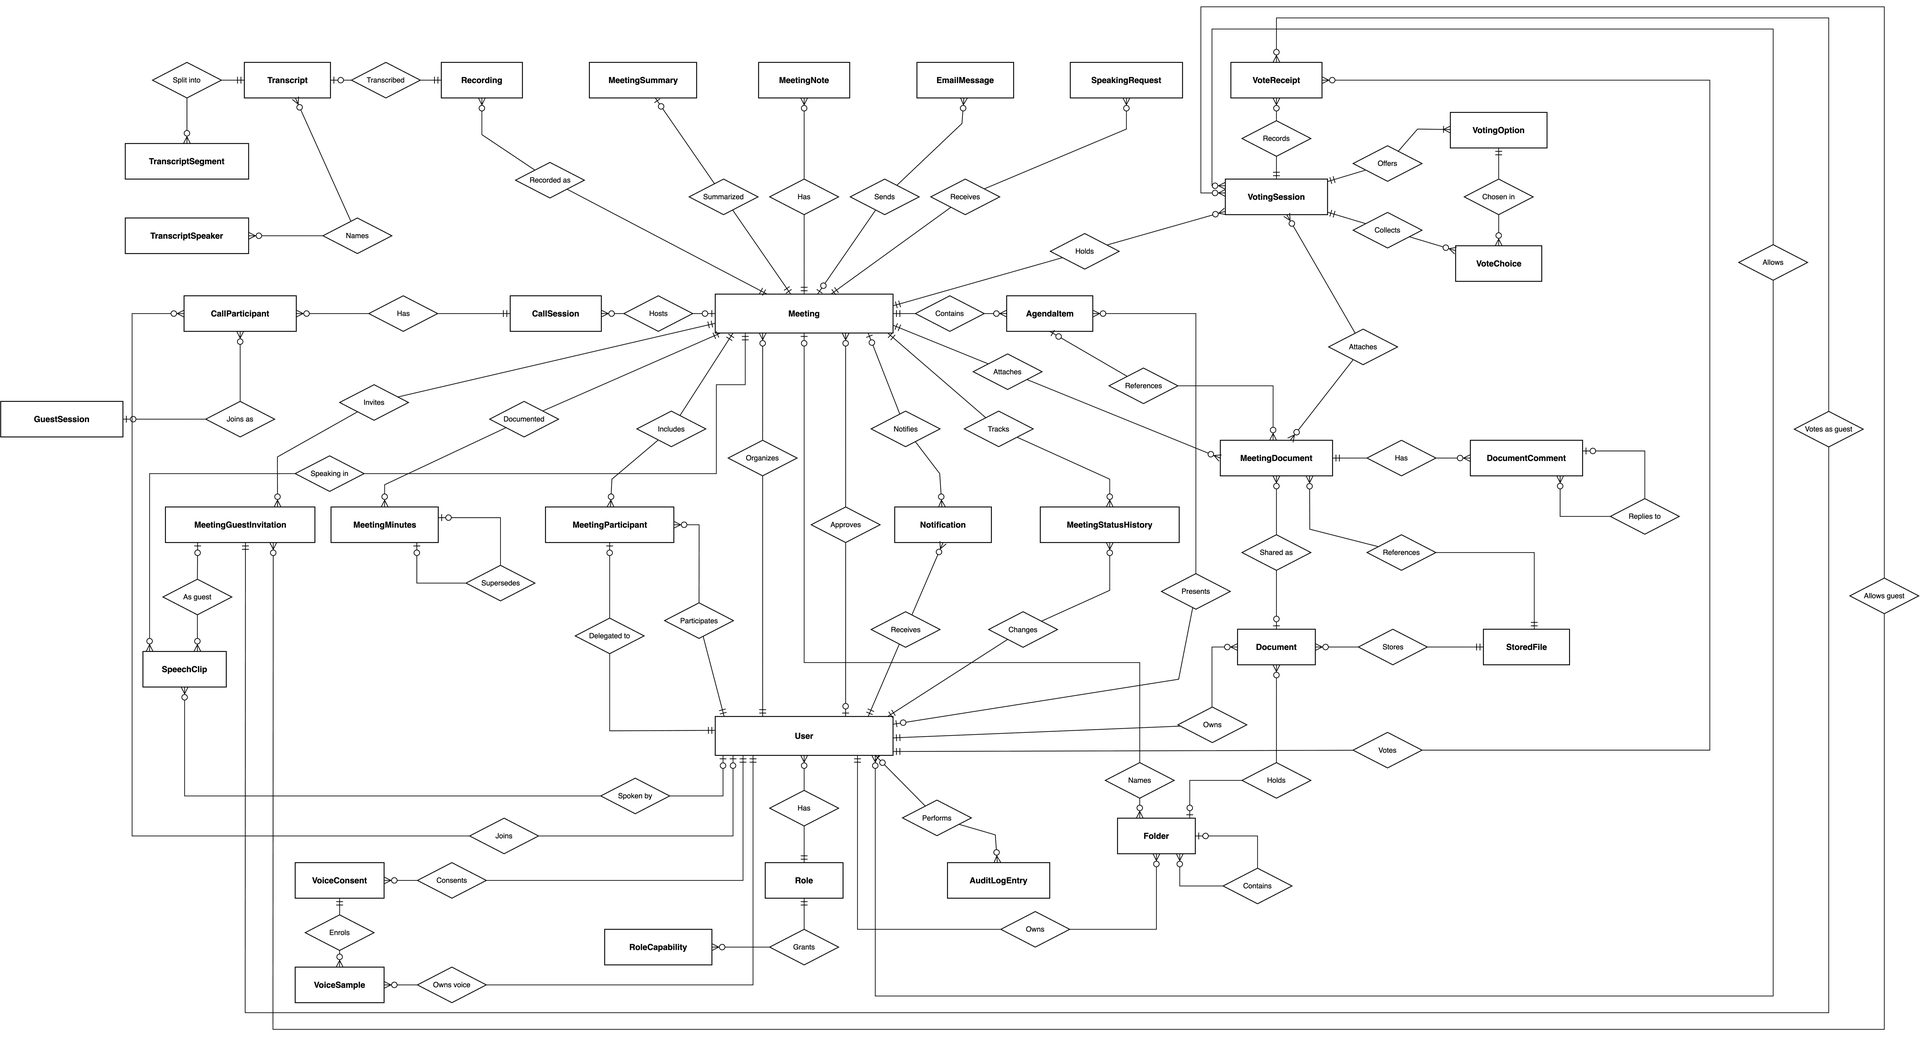 Split into
Transcript
Transcribed
Recording
MeetingSummary
MeetingNote
EmailMessage
SpeakingRequest
VoteReceipt
VotingOption
Records
TranscriptSegment
Offers
Recorded as
Summarized
Has
Sends
Receives
VotingSession
Chosen in
TranscriptSpeaker
Names
Collects
Holds
VoteChoice
Allows
CallParticipant
Has
CallSession
Hosts
Meeting
Contains
AgendaItem
Attaches
Attaches
References
Invites
GuestSession
Joins as
Documented
Includes
Notifies
Tracks
Votes as guest
Organizes
MeetingDocument
Has
DocumentComment
Speaking in
Replies to
MeetingGuestInvitation
MeetingMinutes
MeetingParticipant
Approves
Notification
MeetingStatusHistory
Shared as
References
Supersedes
As guest
Presents
Allows guest
Participates
Receives
Changes
Delegated to
Document
Stores
StoredFile
SpeechClip
Owns
User
Votes
Names
Holds
Spoken by
Has
Performs
Joins
Folder
VoiceConsent
Consents
Role
AuditLogEntry
Contains
Enrols
Owns
RoleCapability
Grants
VoiceSample
Owns voice